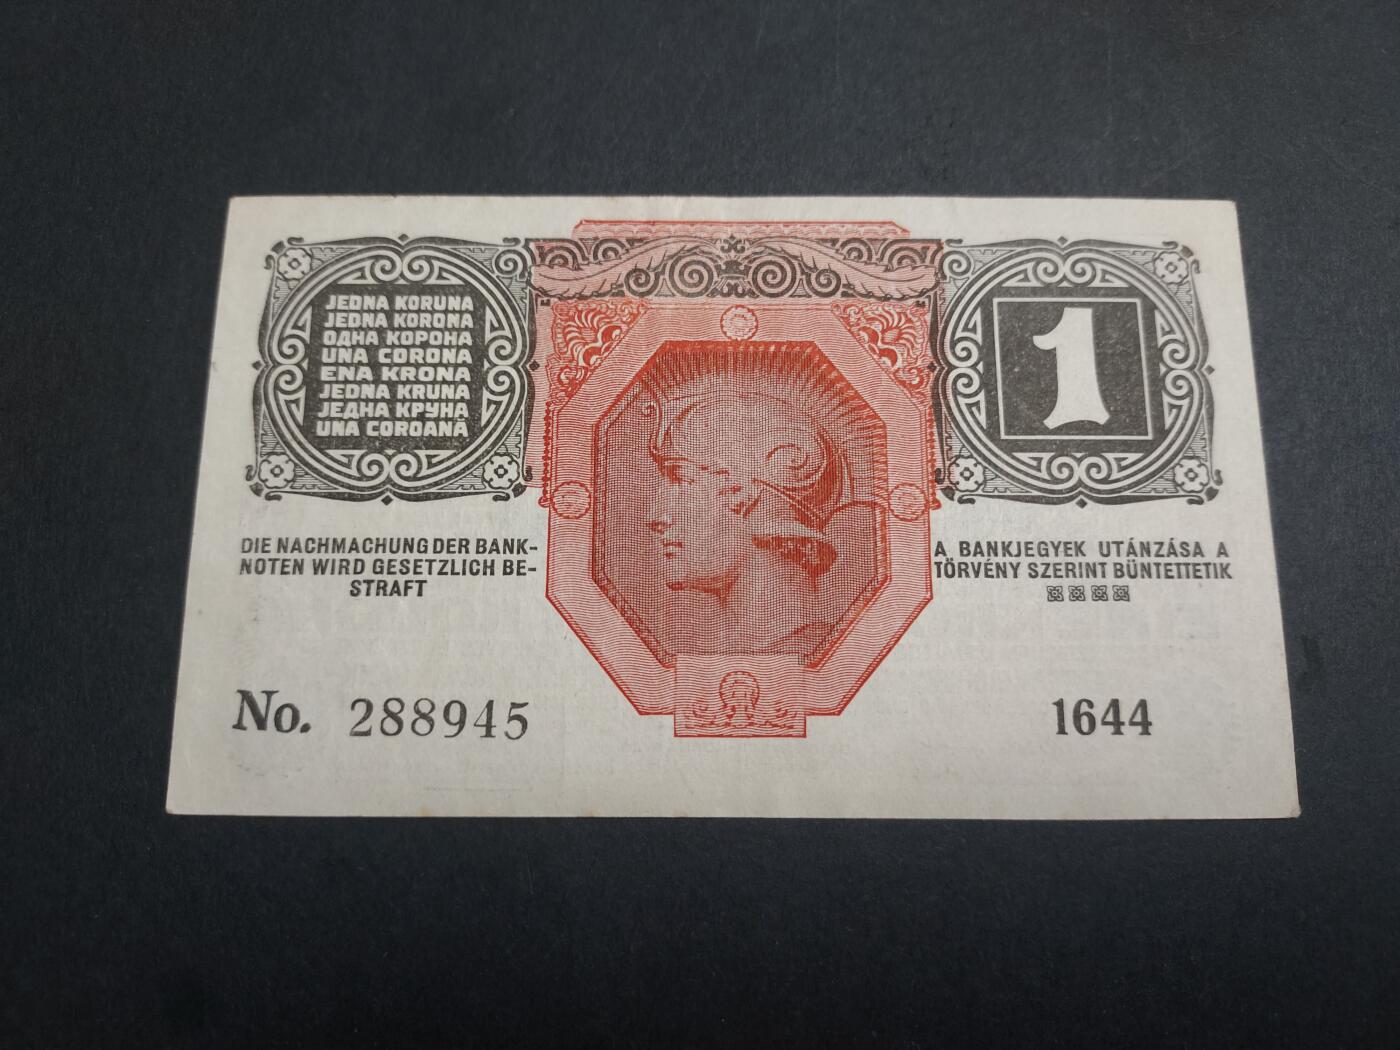 JEDNA KORUNA
JEDNA KORONA
ОДНА КОРОНА
UNA CORONA
ENA KRONA
JEDNA KRUNA
ЈЕДНА КРУНА
UNA COROANĂ
1
DIE NACHMACHUNG DER BANK-
NOTEN WIRD GESETZLICH BE-
STRAFT
A BANKJEGYEK UTÁNZÁSA A
TÖRVÉNY SZERINT BÜNTETTETIK
No. 288945
1644